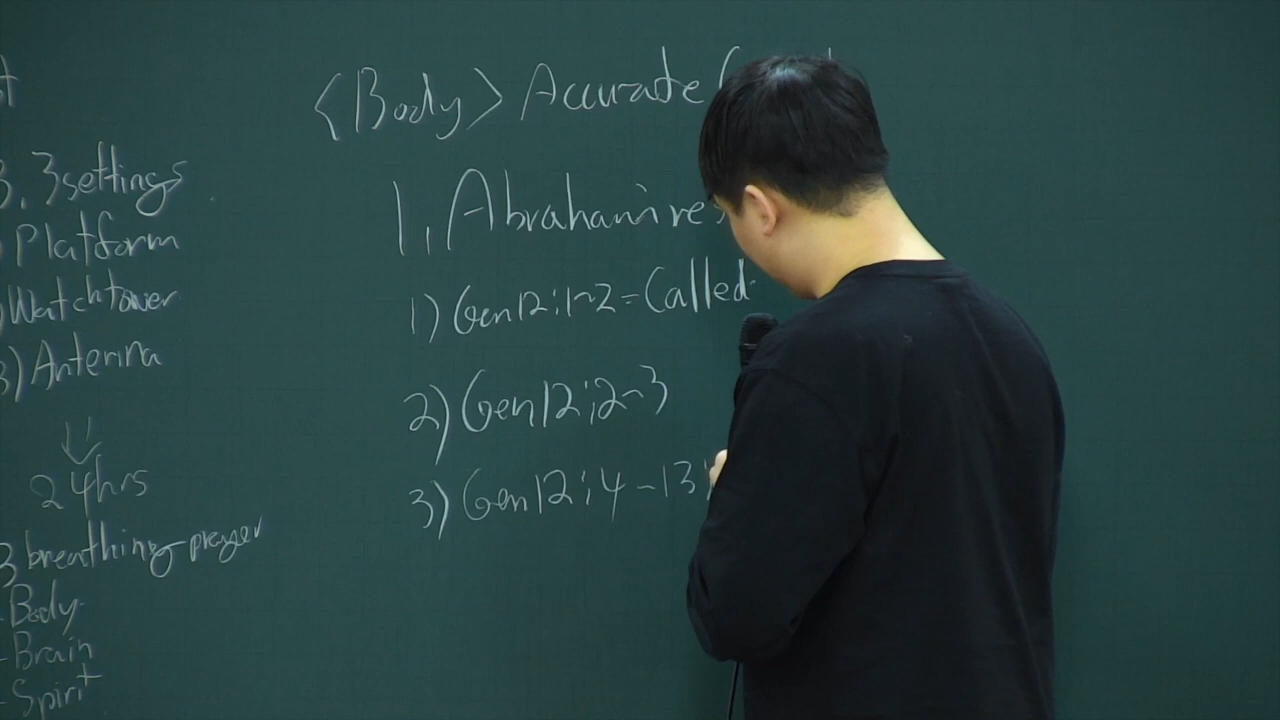 t
3. 3settings
Platform
Watchtower
3) Antenna
24hrs
3 breathing prayer
-Body
-Brain
-Spirit
<Body> Accurate
1, Abraham's
1) Gen12:1~2=Called
2) Gen12:2~3
3) Gen12:4~13: